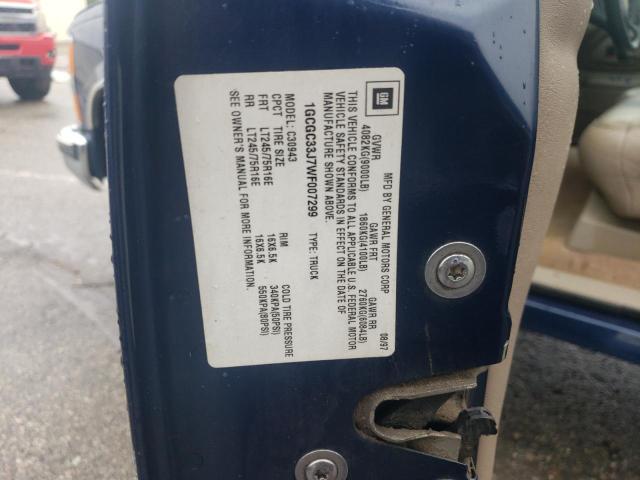 GM
MFD BY GENERAL MOTORS CORP 08/97
GVWR GAWR FRT GAWR RR
4082KG(9000LB) 1860KG(4100LB) 2760KG(6084LB)
THIS VEHICLE CONFORMS TO ALL APPLICABLE U.S. FEDERAL MOTOR
VEHICLE SAFETY STANDARDS IN EFFECT ON THE DATE OF
MANUFACTURE SHOWN ABOVE.
1GCGC33J7WF007299 TYPE: TRUCK
MODEL: C30943
CPCT TIRE SIZE RIM COLD TIRE PRESSURE
FRT LT245/75R16E 16X6.5K 340KPA(50PSI)
RR LT245/75R16E 16X6.5K 550KPA(80PSI)
SEE OWNER'S MANUAL FOR MORE INFORMATION.